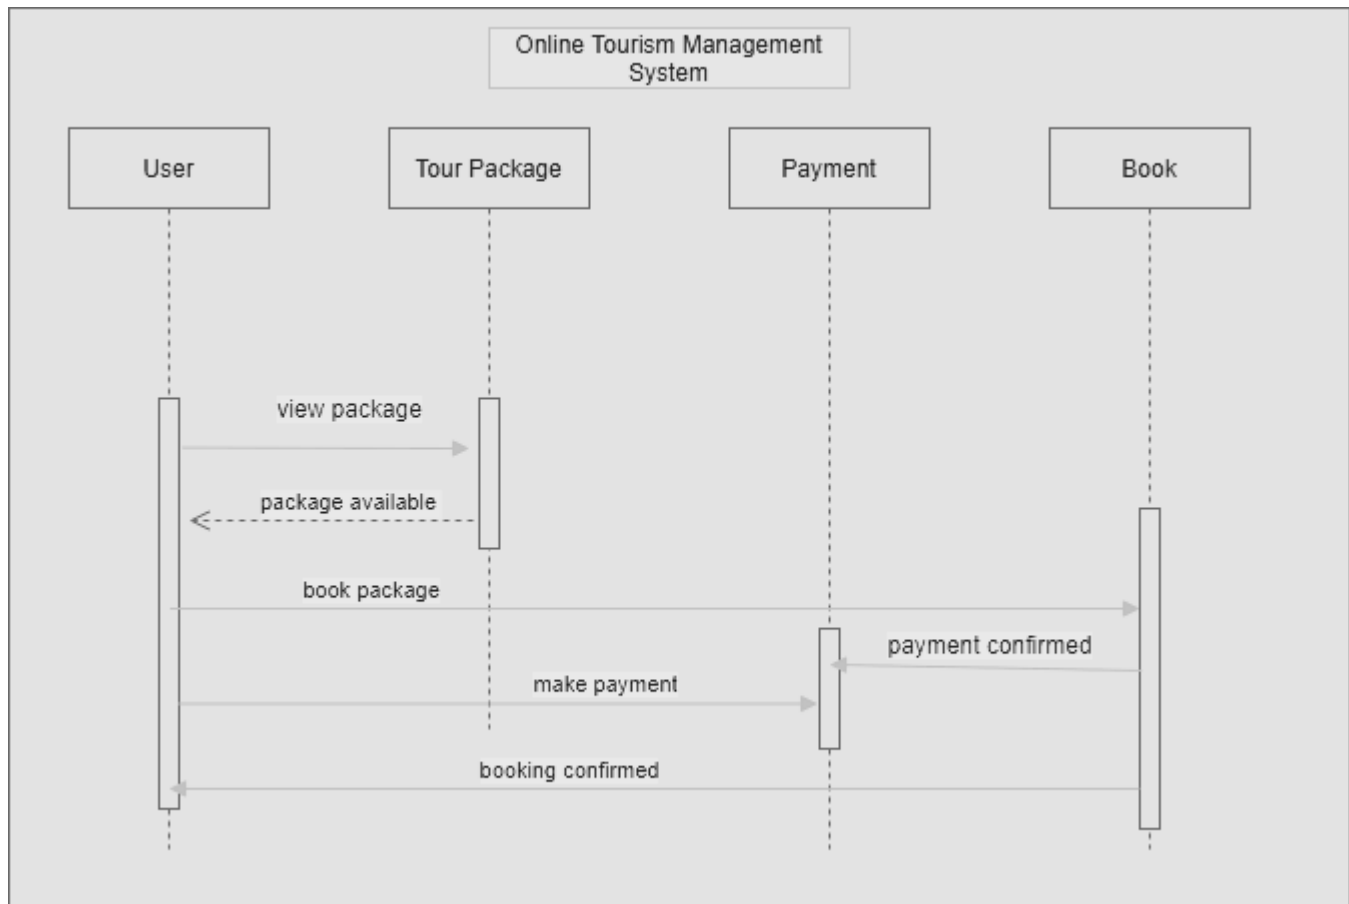 Online Tourism Management
System
User
Tour Package
Payment
Book
view package
package available
book package
payment confirmed
make payment
booking confirmed